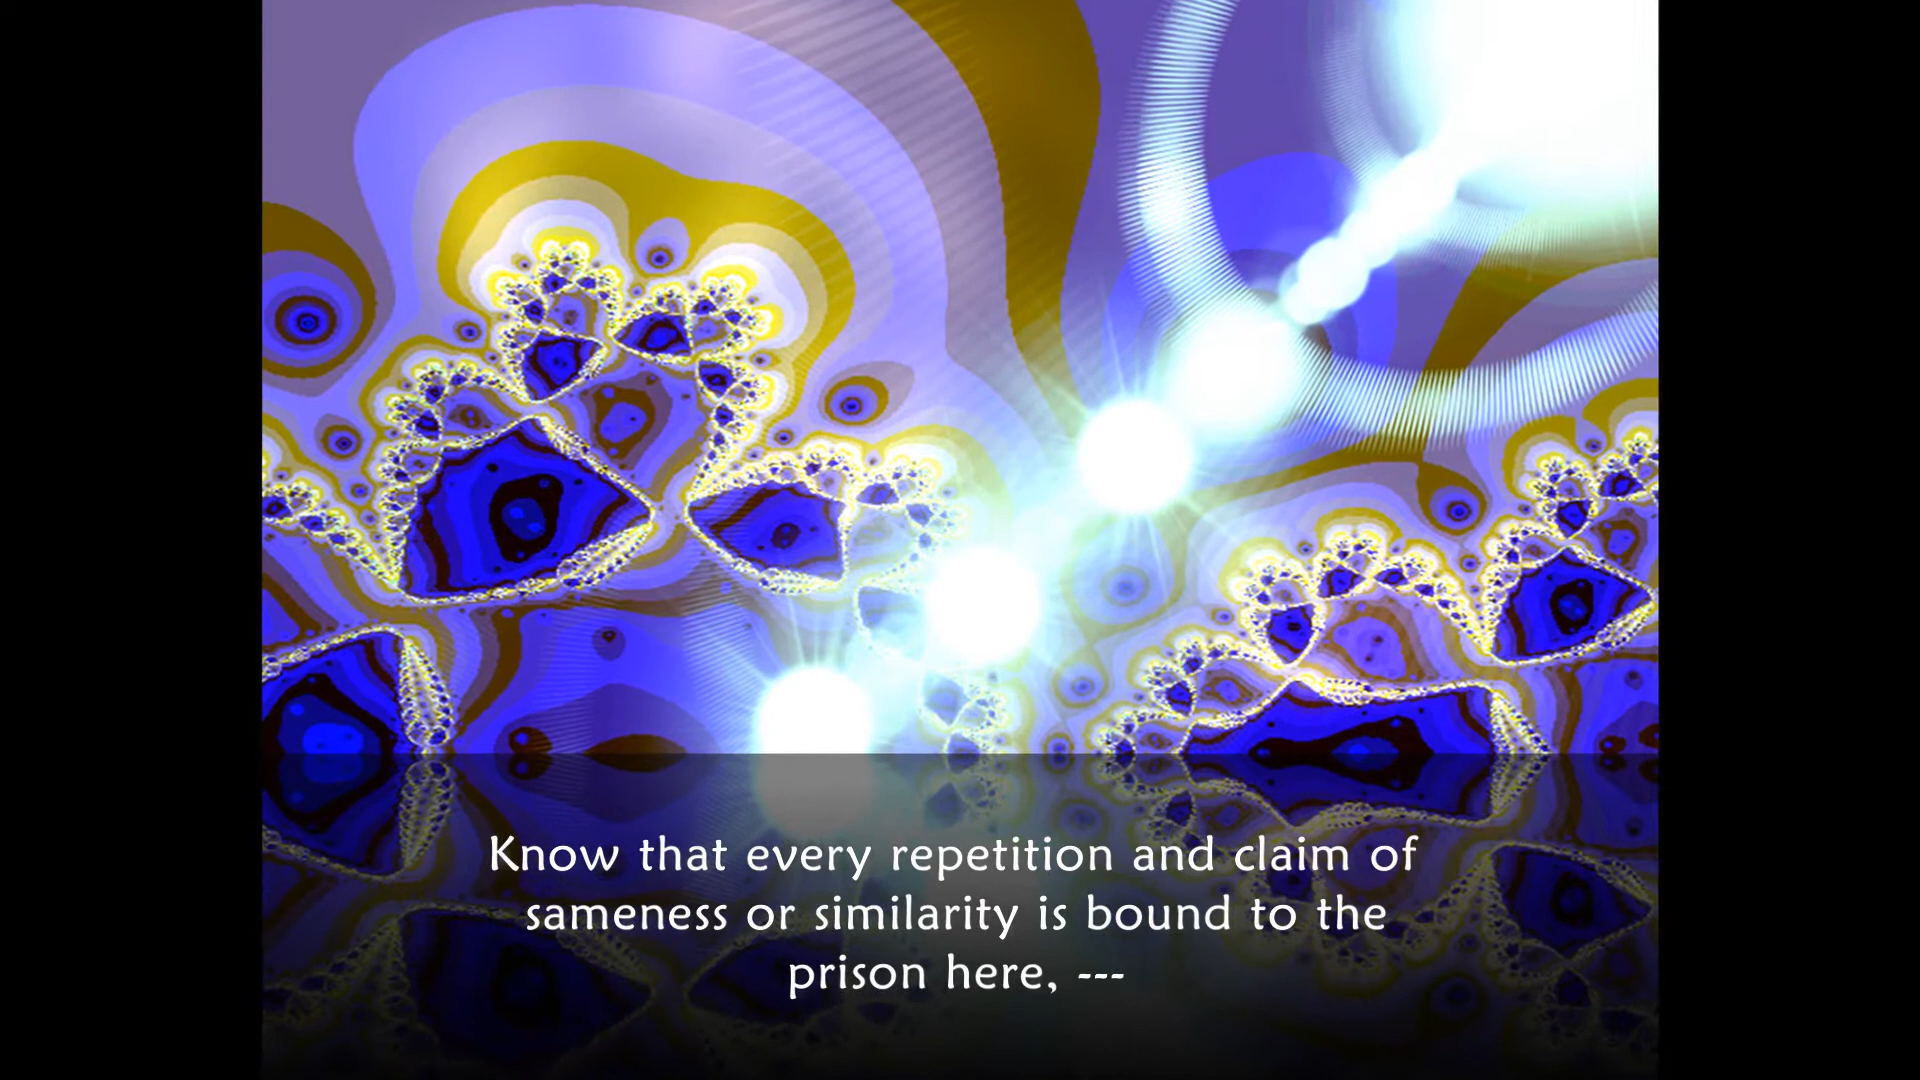 Know that every repetition and claim of
sameness or similarity is bound to the
prison here, ---